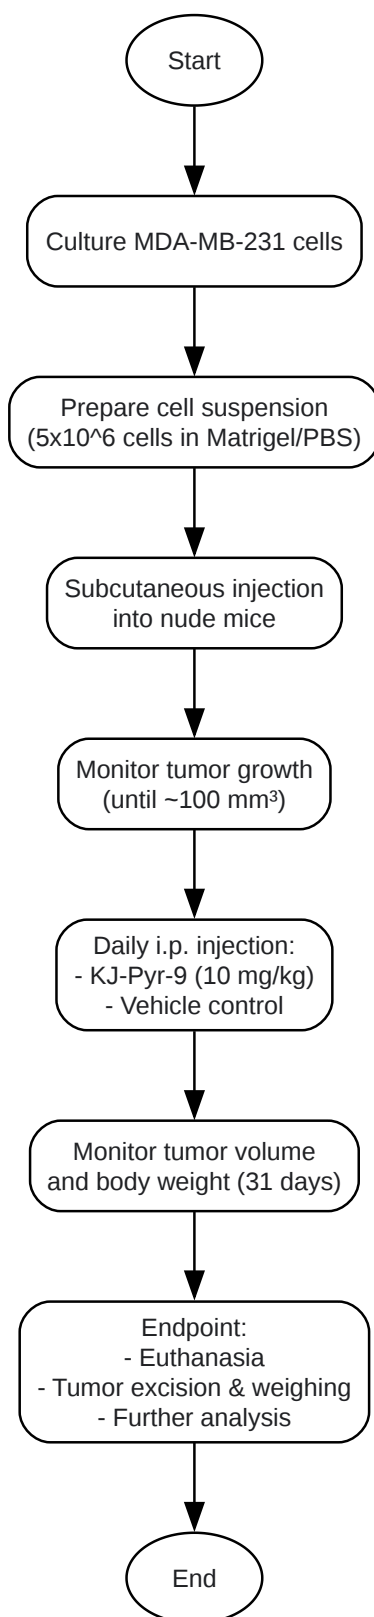 Start
Culture MDA-MB-231 cells
Prepare cell suspension
(5x10^6 cells in Matrigel/PBS)
Subcutaneous injection
into nude mice
Monitor tumor growth
(until ~100 mm³)
Daily i.p. injection:
- KJ-Pyr-9 (10 mg/kg)
- Vehicle control
Monitor tumor volume
and body weight (31 days)
Endpoint:
- Euthanasia
- Tumor excision & weighing
- Further analysis
End